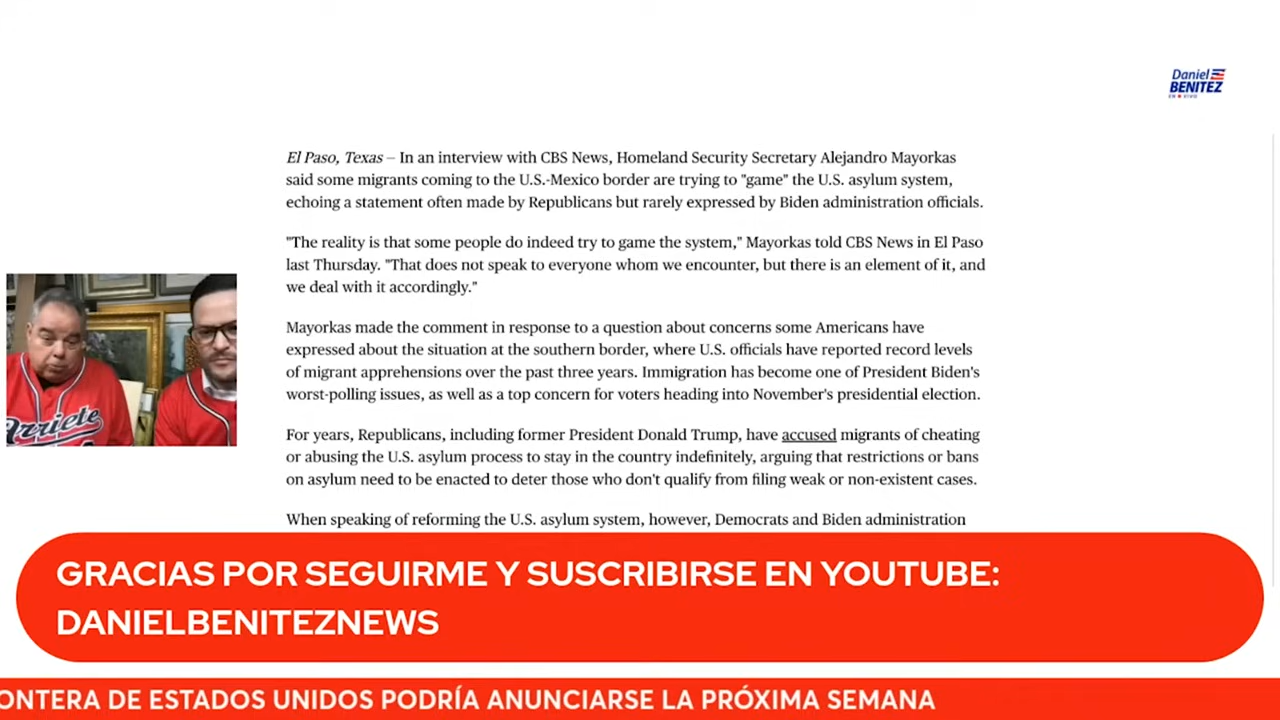 Daniel
BENITEZ
EN VIVO
El Paso, Texas – In an interview with CBS News, Homeland Security Secretary Alejandro Mayorkas
said some migrants coming to the U.S.-Mexico border are trying to "game" the U.S. asylum system,
echoing a statement often made by Republicans but rarely expressed by Biden administration officials.
"The reality is that some people do indeed try to game the system," Mayorkas told CBS News in El Paso
last Thursday. "That does not speak to everyone whom we encounter, but there is an element of it, and
we deal with it accordingly."
Mayorkas made the comment in response to a question about concerns some Americans have
expressed about the situation at the southern border, where U.S. officials have reported record levels
of migrant apprehensions over the past three years. Immigration has become one of President Biden's
worst-polling issues, as well as a top concern for voters heading into November's presidential election.
For years, Republicans, including former President Donald Trump, have accused migrants of cheating
or abusing the U.S. asylum process to stay in the country indefinitely, arguing that restrictions or bans
on asylum need to be enacted to deter those who don't qualify from filing weak or non-existent cases.
When speaking of reforming the U.S. asylum system, however, Democrats and Biden administration
Arriete
GRACIAS POR SEGUIRME Y SUSCRIBIRSE EN YOUTUBE:
DANIELBENITEZNEWS
ONTERA DE ESTADOS UNIDOS PODRÍA ANUNCIARSE LA PRÓXIMA SEMANA